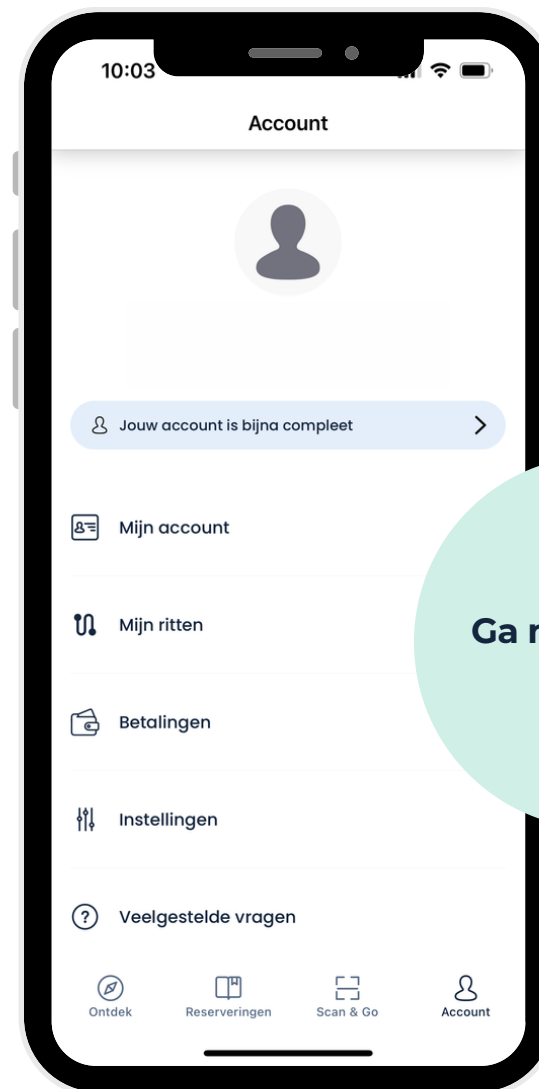 10:03
Account
Jouw account is bijna compleet
Mijn account
Mijn ritten
Ga
Betalingen
Instellingen
Veelgestelde vragen
Ontdek
Reserveringen
Scan & Go
Account